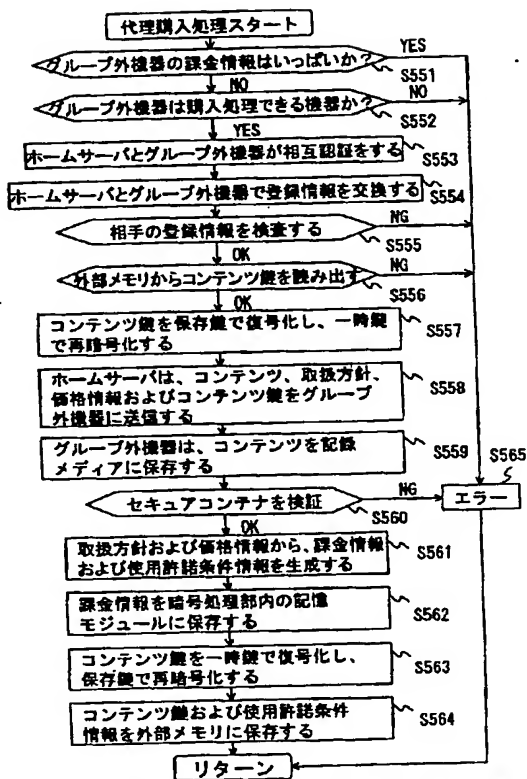 代理購入処理スタート
グループ外機器の課金情報はいっぱいか？
YES
S551
NO
グループ外機器は購入処理できる機器か？
NO
S552
YES
ホームサーバとグループ外機器が相互認証をする
S553
ホームサーバとグループ外機器で登録情報を交換する
S554
相手の登録情報を検査する
NG
S555
OK
外部メモリからコンテンツ鍵を読み出す
NG
S556
OK
コンテンツ鍵を保存鍵で復号化し、一時鍵
で再暗号化する
S557
ホームサーバは、コンテンツ、取扱方針、
価格情報およびコンテンツ鍵をグループ
外機器に送信する
S558
グループ外機器は、コンテンツを記録
メディアに保存する
S559
セキュアコンテナを検証
NG
S560
エラー
S565
OK
取扱方針および価格情報から、課金情報
および使用許諾条件情報を生成する
S561
課金情報を暗号処理部内の記憶
モジュールに保存する
S562
コンテンツ鍵を一時鍵で復号化し、
保存鍵で再暗号化する
S563
コンテンツ鍵および使用許諾条件
情報を外部メモリに保存する
S564
リターン